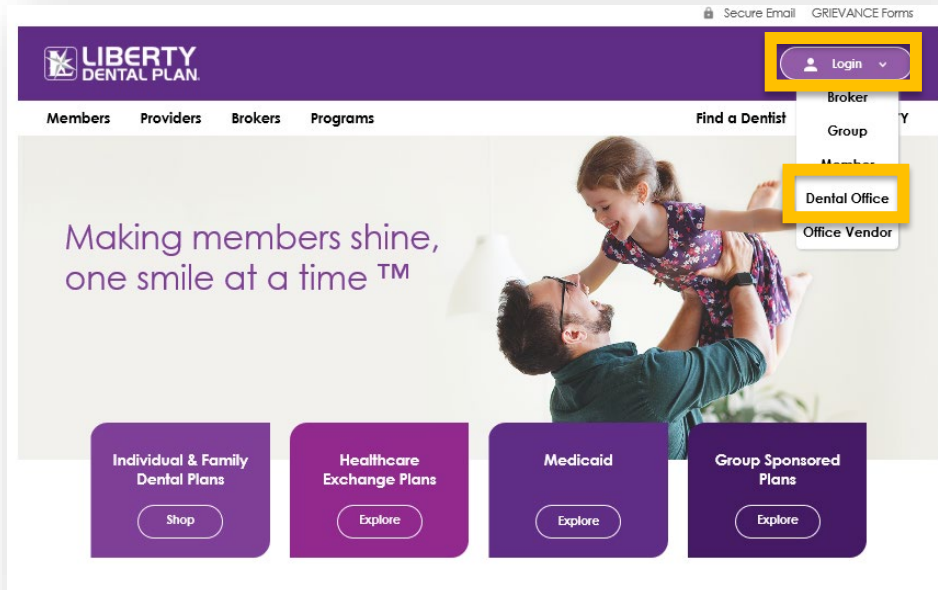 Secure Email GRIEVANCE Forms
LIBERTY
DENTAL PLAN.
Login
Broker
Members Providers Brokers Programs Find a Dentist Y
Group
Member
Dental Office
Office Vendor
Making members shine,
one smile at a time ™
Individual & Family
Dental Plans
Shop
Healthcare
Exchange Plans
Explore
Medicaid
Explore
Group Sponsored
Plans
Explore